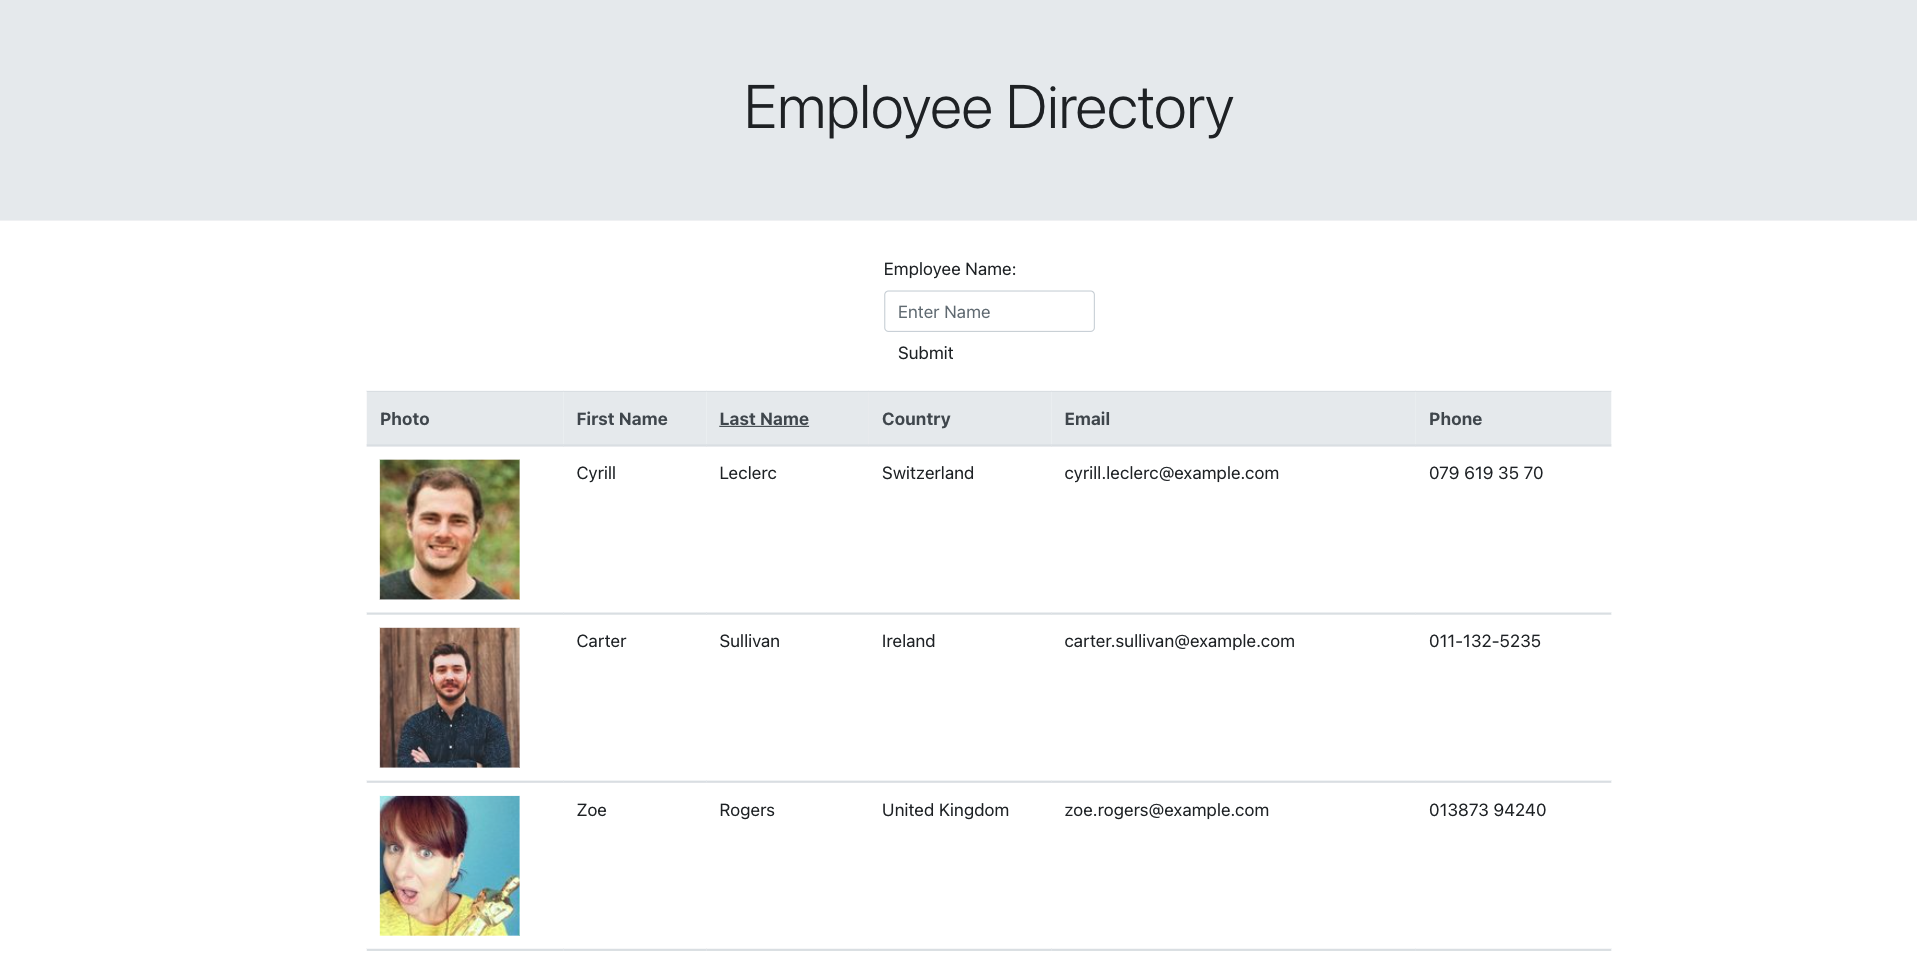 Employee Directory
Employee Name:
Enter Name
Submit
Photo First Name Last Name Country Email Phone
Cyrill Leclerc Switzerland cyrill.leclerc@example.com 079 619 35 70
Carter Sullivan Ireland carter.sullivan@example.com 011-132-5235
Zoe Rogers United Kingdom zoe.rogers@example.com 013873 94240